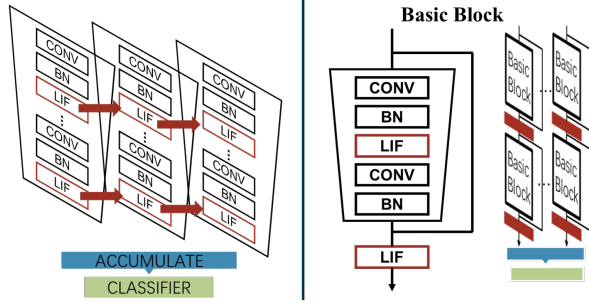 CONV
BN
LIF
CONV
BN
LIF
CONV
BN
LIF
CONV
BN
LIF
CONV
BN
LIF
CONV
BN
LIF
ACCUMULATE
CLASSIFIER
Basic Block
CONV
BN
LIF
CONV
BN
LIF
Basic
Block
Basic
Block
Basic
Block
Basic
Block